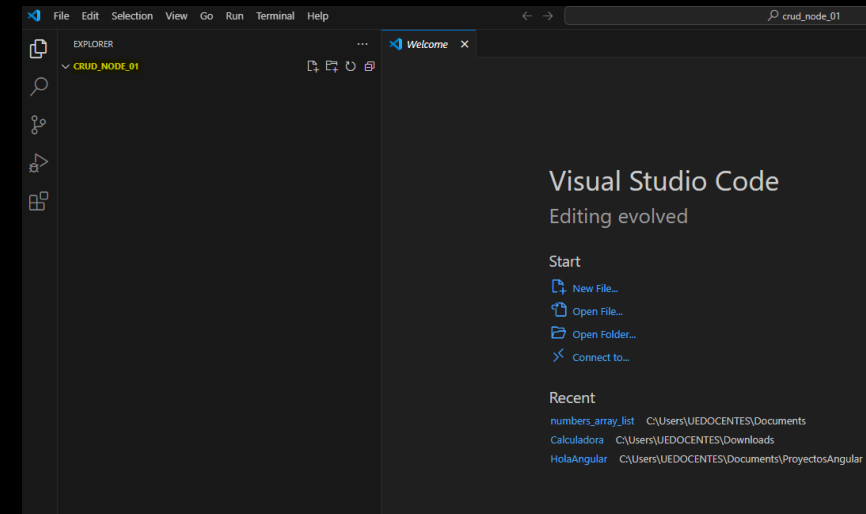 File Edit Selection View Go Run Terminal Help
crud_node_01
EXPLORER
Welcome
CRUD_NODE_01
Visual Studio Code
Editing evolved
Start
New File...
Open File...
Open Folder...
Connect to...
Recent
numbers_array_list C:\Users\UEDOCENTES\Documents
Calculadora C:\Users\UEDOCENTES\Downloads
HolaAngular C:\Users\UEDOCENTES\Documents\ProyectosAngular